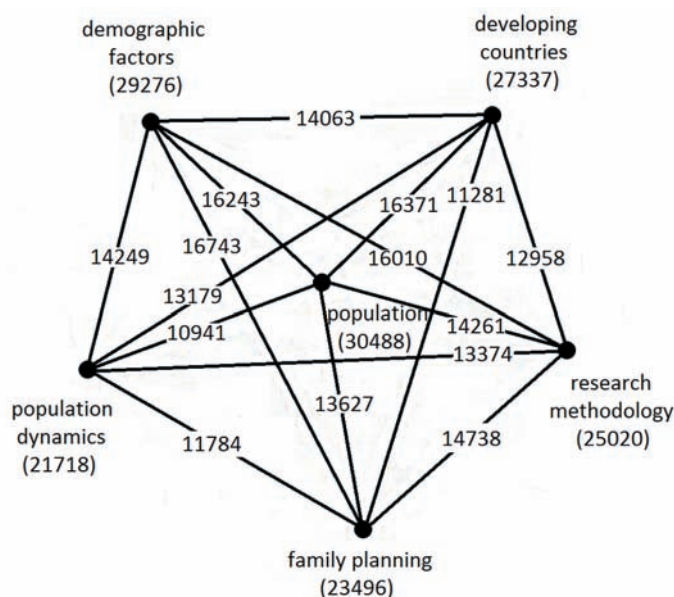 demographic
factors
(29276)
developing
countries
(27337)
14063
16243
16371
11281
14249
16743
16010
12958
13179
10941
population
(30488)
14261
13374
population
dynamics
(21718)
13627
research
methodology
(25020)
11784
14738
family planning
(23496)